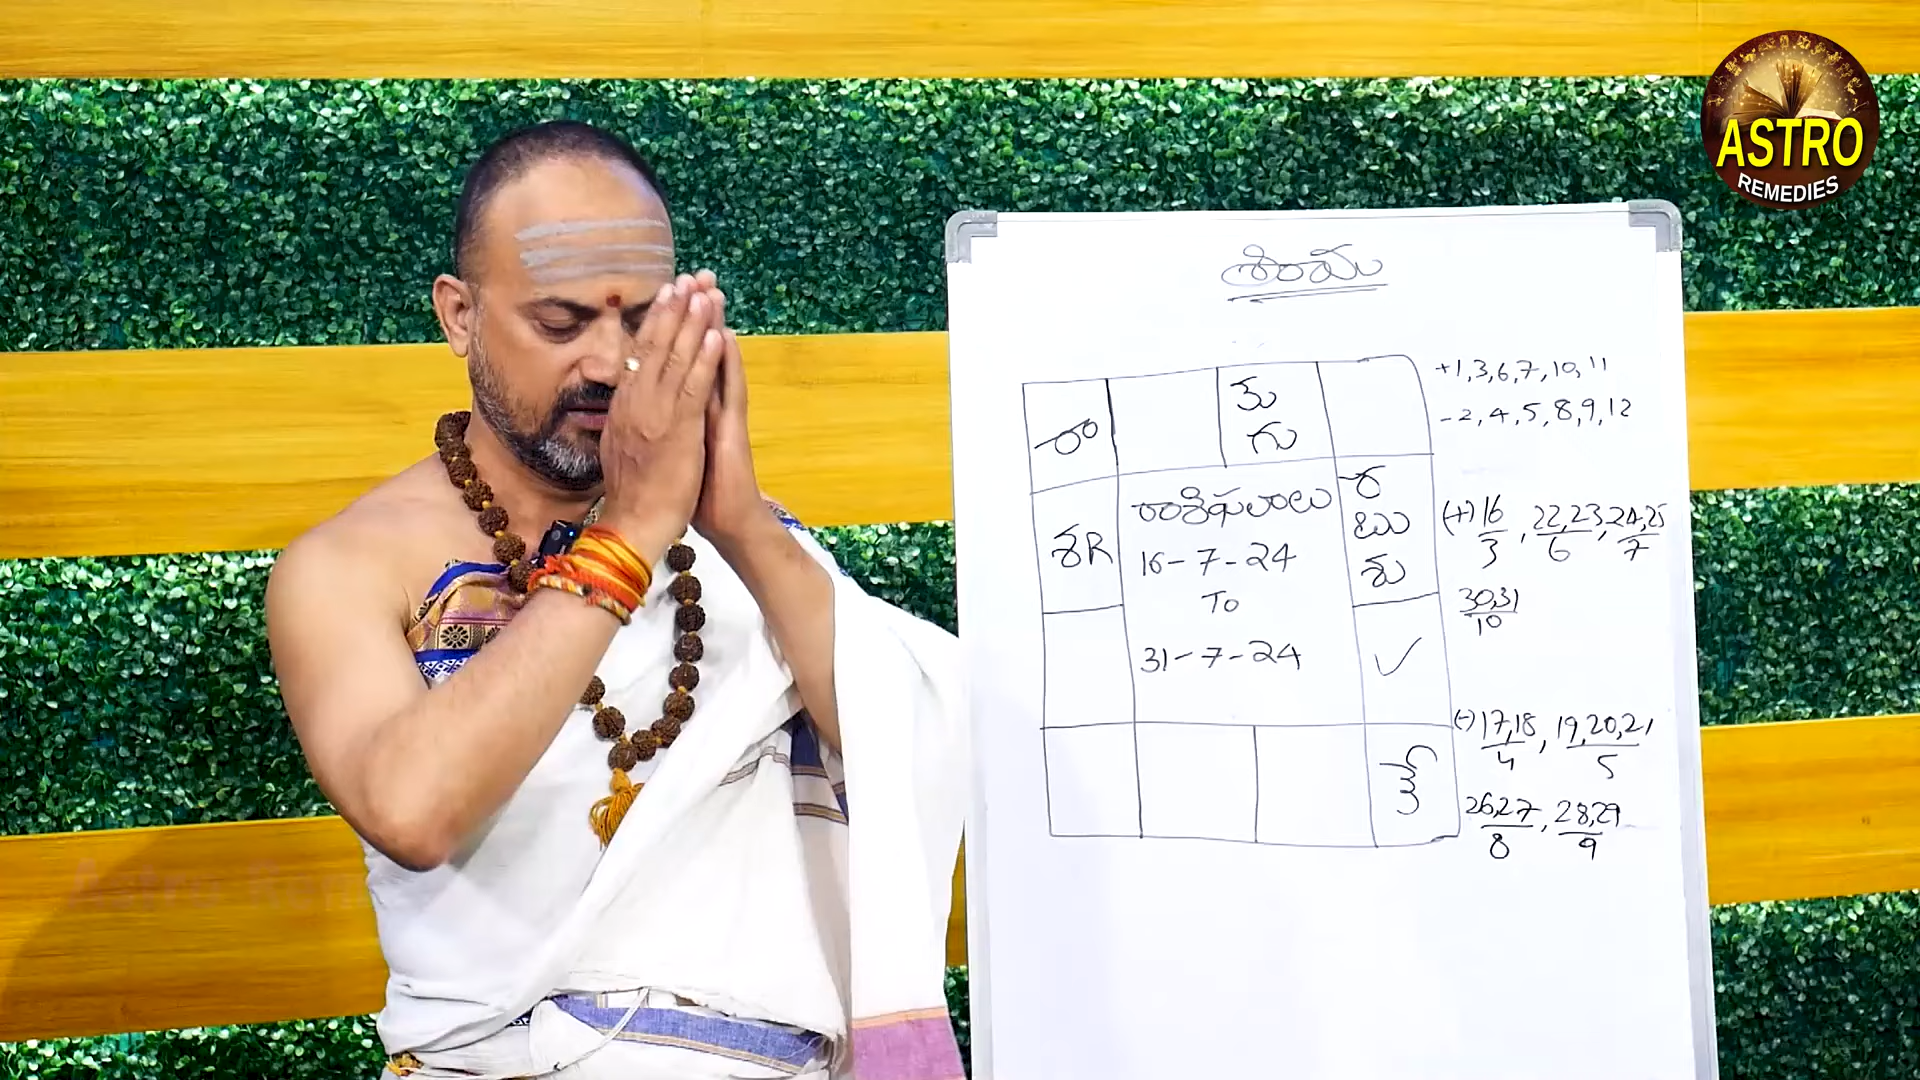 ASTRO
REMEDIES
శ్రీరామ
+1,3,6,7,10,11
-2,4,5,8,9,12
రా
కు
గు
శR
రాశిఫలాలు
16-7-24
To
31-7-24
ర
బు
శు
✓
కే
(+) 16/3, 22,23/6, 24,25/7
30,31/10
(-) 17,18/4, 19,20,21/5
26,27/8, 28,29/9